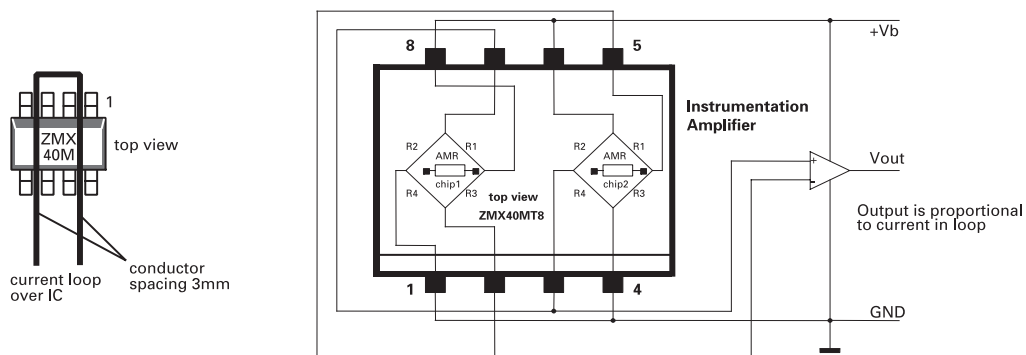 1
ZMX
40M
top view
current loop
over IC
conductor
spacing 3mm
8
5
R2
R1
AMR
chip1
R4
R3
R2
R1
AMR
chip2
R4
R3
top view
ZMX40MT8
1
4
Instrumentation
Amplifier
+Vb
+
-
Vout
Output is proportional
to current in loop
GND